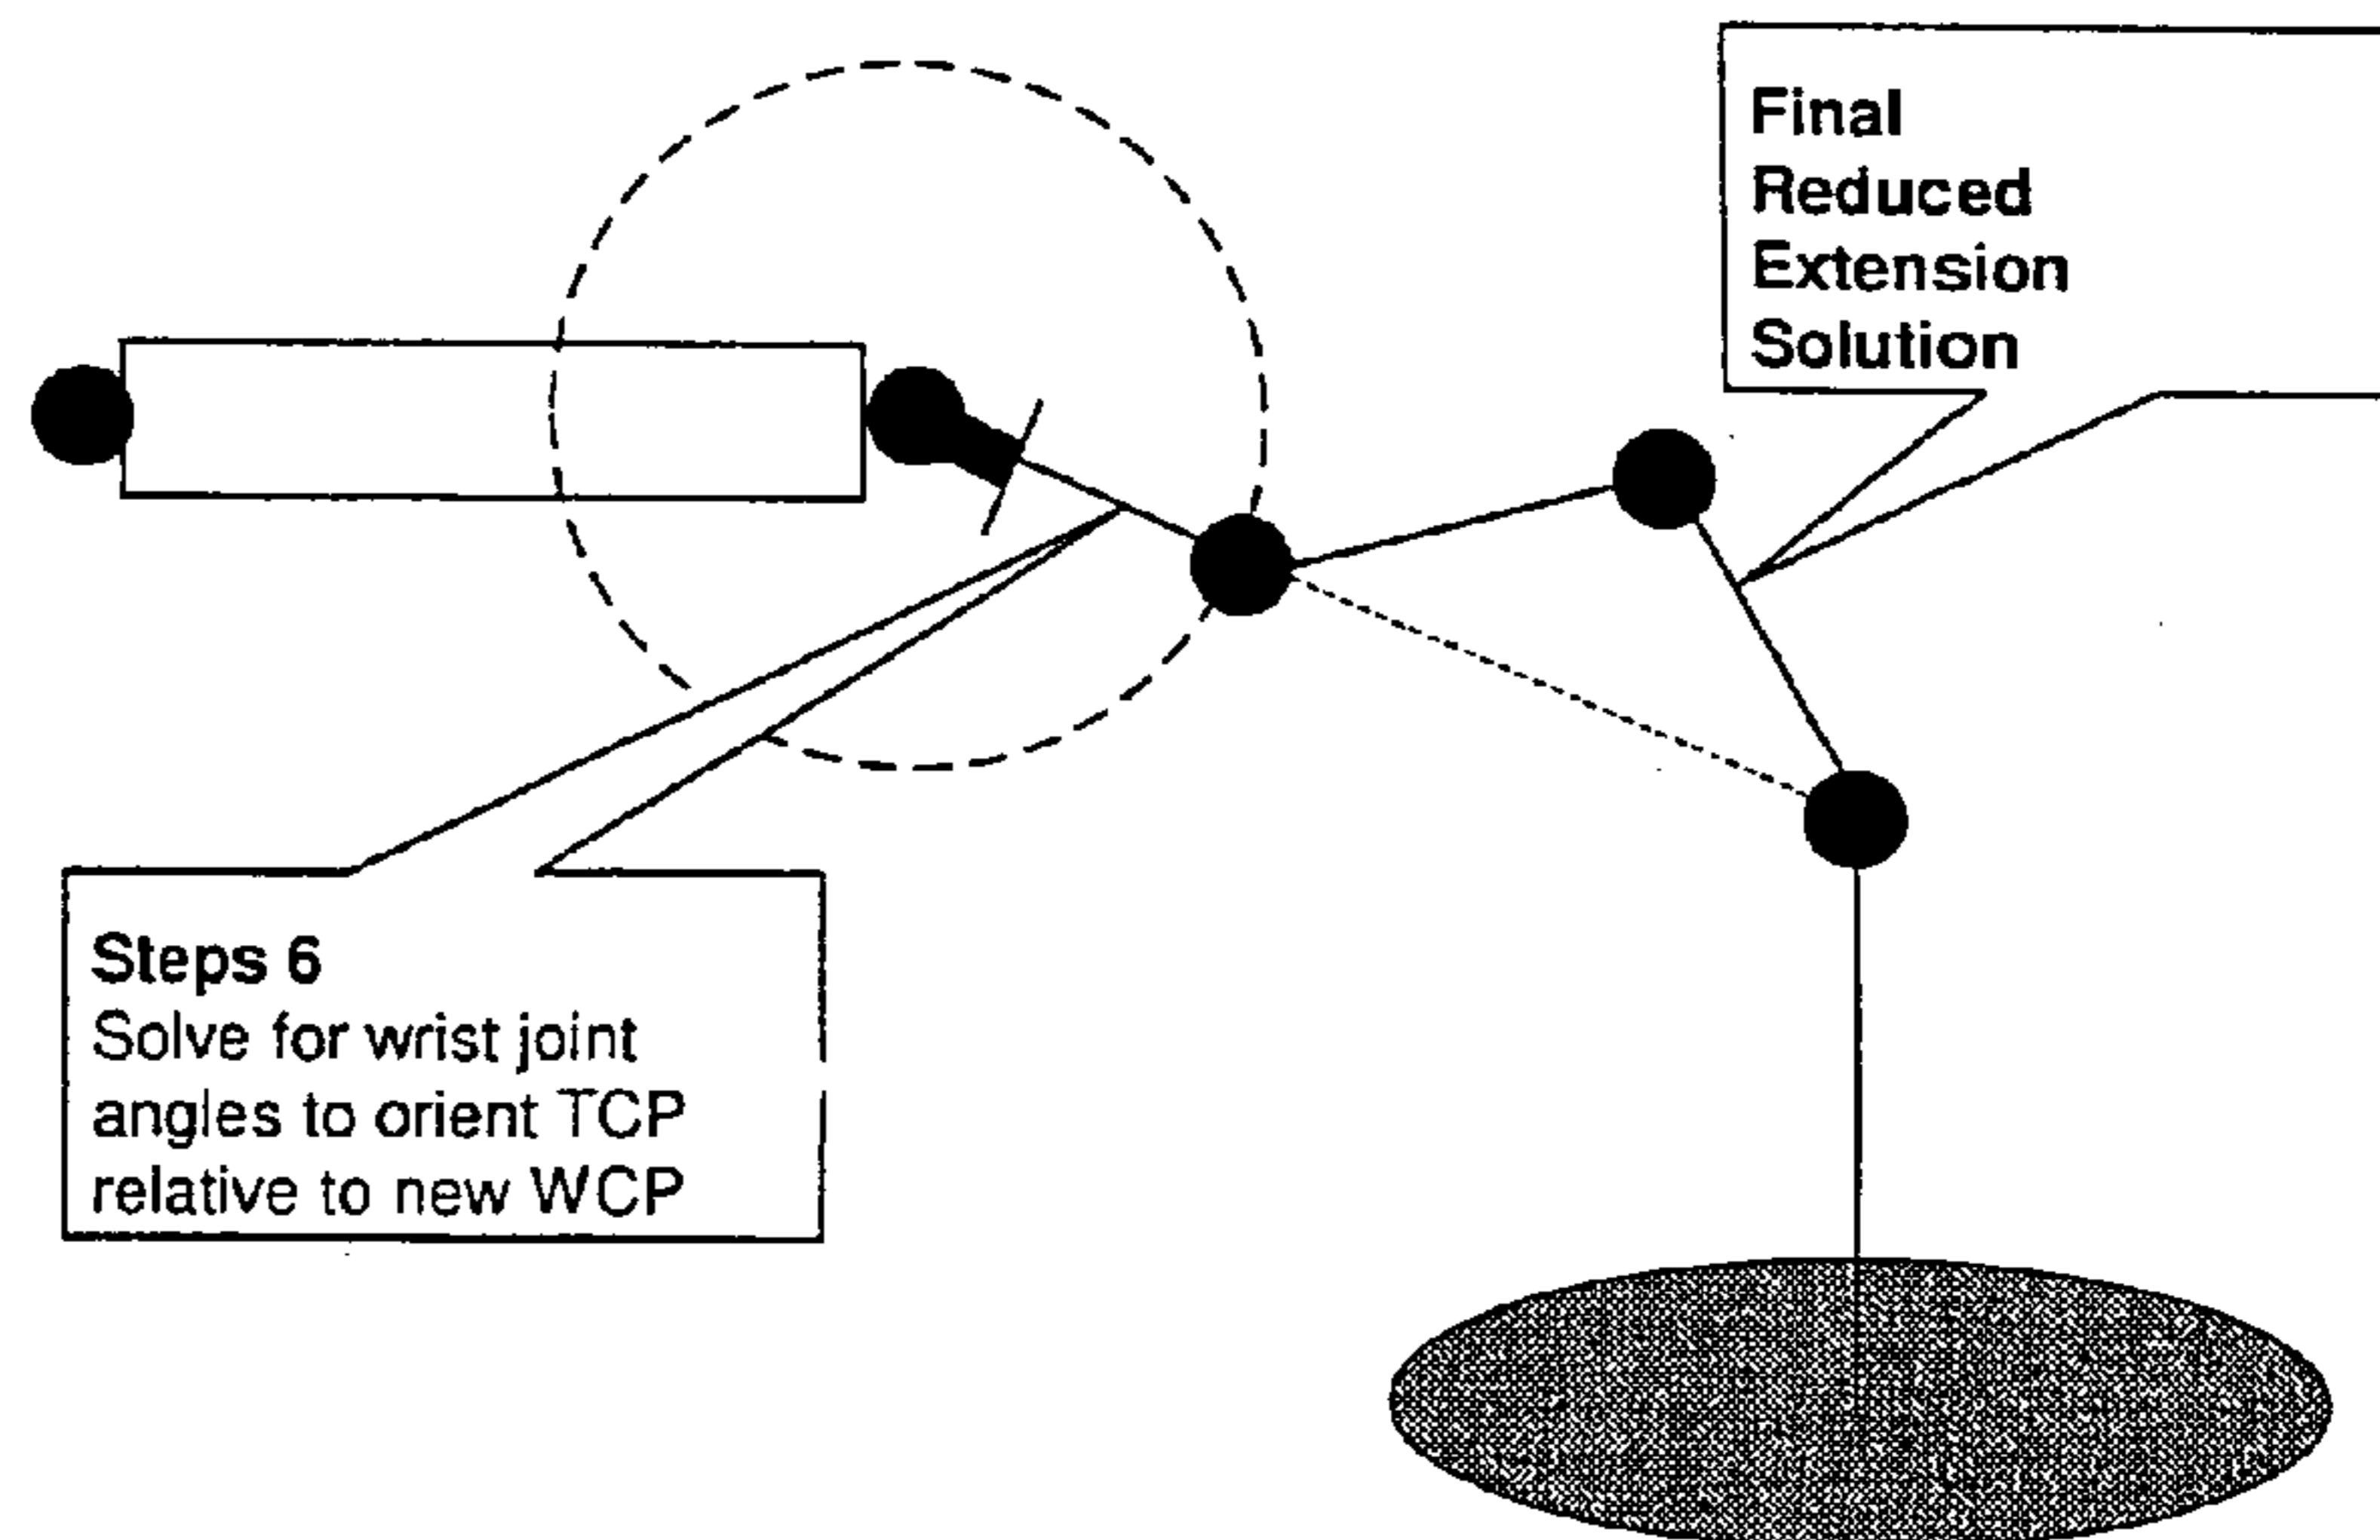 Final
Reduced
Extension
Solution
Steps 6
Solve for wrist joint
angles to orient TCP
relative to new WCP